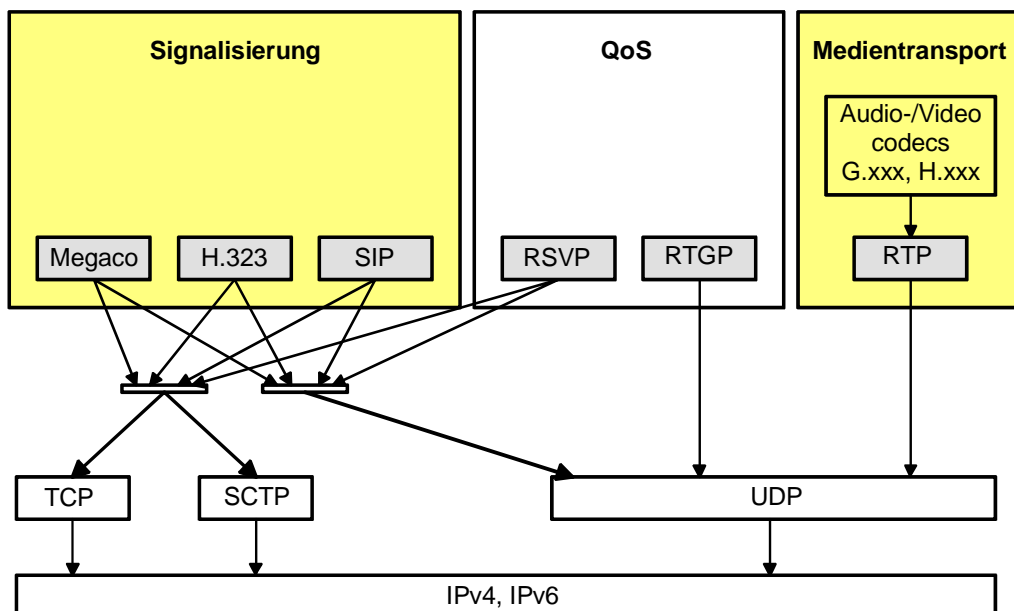 Signalisierung
QoS
Medientransport
Audio-/Video
codecs
G.xxx, H.xxx
Megaco
H.323
SIP
RSVP
RTGP
RTP
TCP
SCTP
UDP
IPv4, IPv6